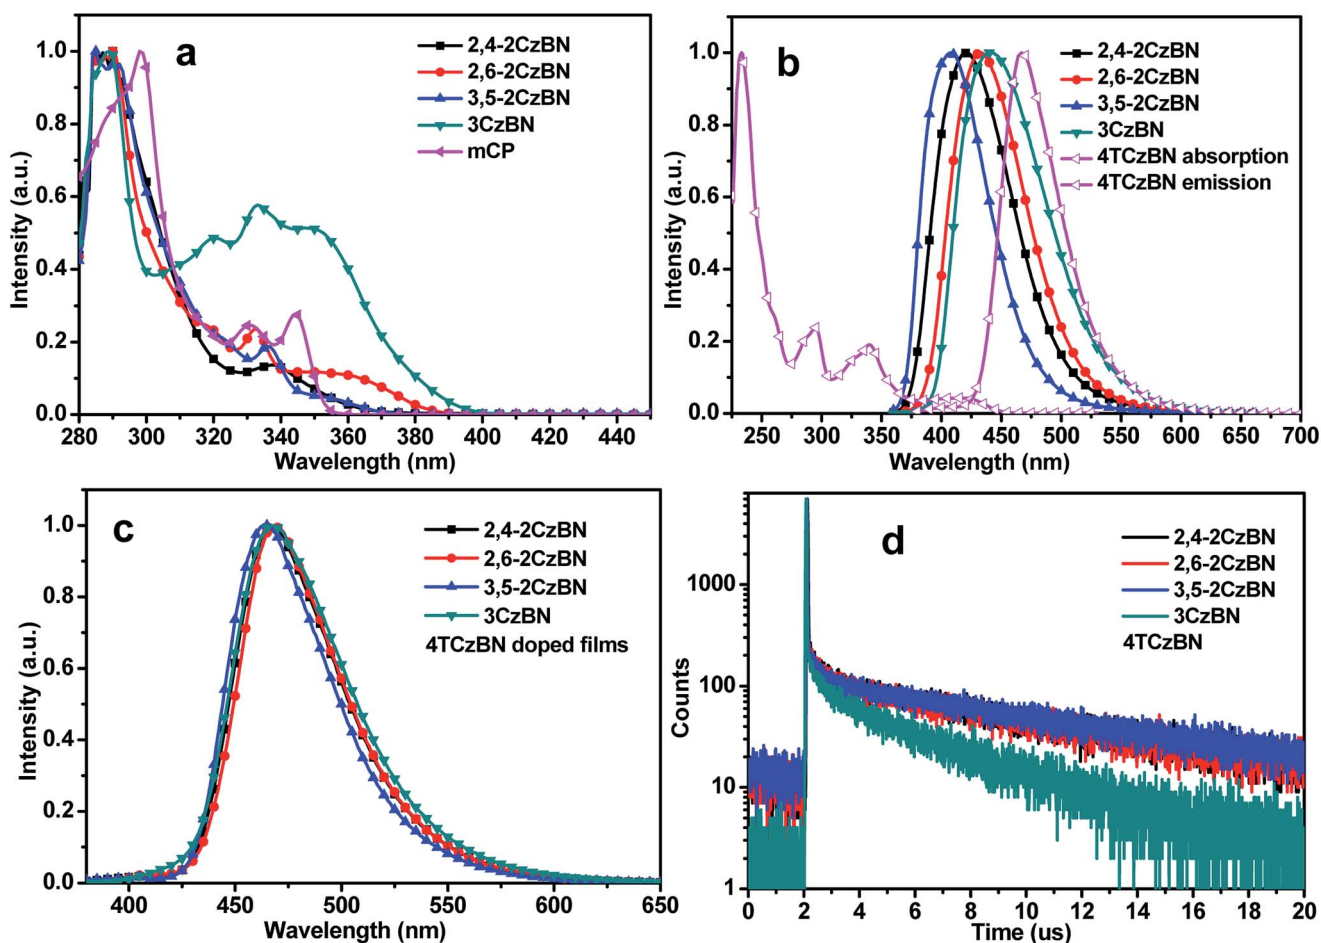 a
2,4-2CzBN
2,6-2CzBN
3,5-2CzBN
3CzBN
mCP
Intensity (a.u.)
1.0
0.8
0.6
0.4
0.2
0.0
280 300 320 340 360 380 400 420 440
Wavelength (nm)
b
2,4-2CzBN
2,6-2CzBN
3,5-2CzBN
3CzBN
4TCzBN absorption
4TCzBN emission
Intensity (a.u.)
1.0
0.8
0.6
0.4
0.2
0.0
250 300 350 400 450 500 550 600 650 700
Wavelength (nm)
c
2,4-2CzBN
2,6-2CzBN
3,5-2CzBN
3CzBN
4TCzBN doped films
Intensity (a.u.)
1.0
0.8
0.6
0.4
0.2
0.0
400 450 500 550 600 650
Wavelength (nm)
d
2,4-2CzBN
2,6-2CzBN
3,5-2CzBN
3CzBN
4TCzBN
Counts
1000
100
10
1
0 2 4 6 8 10 12 14 16 18 20
Time (us)